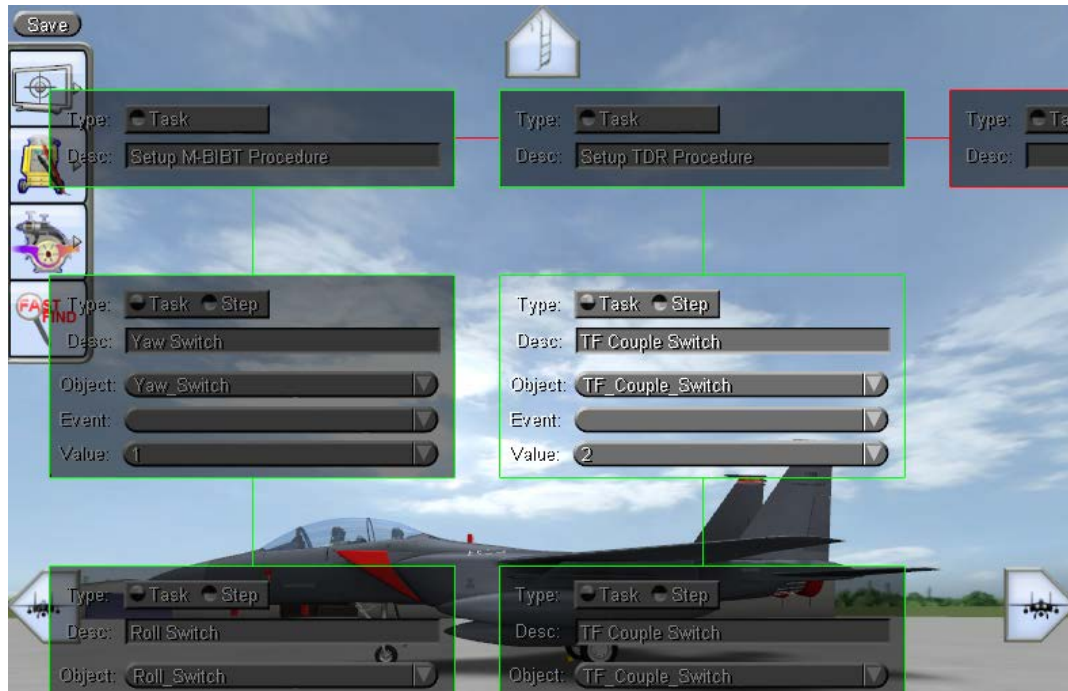 Save
Type: Task
Desc: Setup M-BIBT Procedure
Type: Task
Desc: Setup TDR Procedure
Type: Ta
Desc:
FAST FIND
Type: Task Step
Desc: Yaw Switch
Object: Yaw_Switch
Event:
Value: 1
Type: Task Step
Desc: TF Couple Switch
Object: TF_Couple_Switch
Event:
Value: 2
Type: Task Step
Desc: Roll Switch
Object: Roll_Switch
Type: Task Step
Desc: TF Couple Switch
Object: TF_Couple_Switch